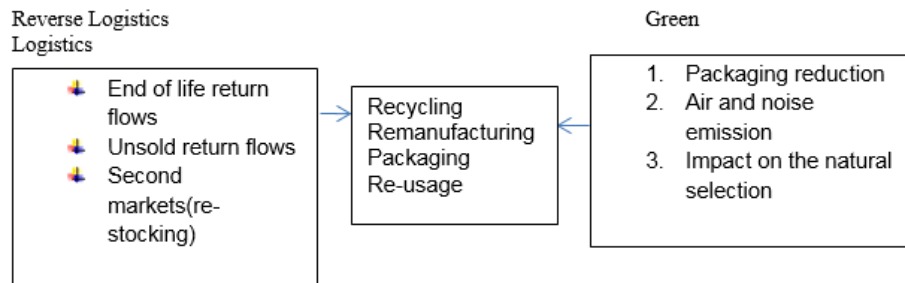 Reverse Logistics
Green
Logistics
End of life return
flows
Unsold return flows
Second
markets(re-
stocking)
Recycling
Remanufacturing
Packaging
Re-usage
1. Packaging reduction
2. Air and noise
emission
3. Impact on the natural
selection